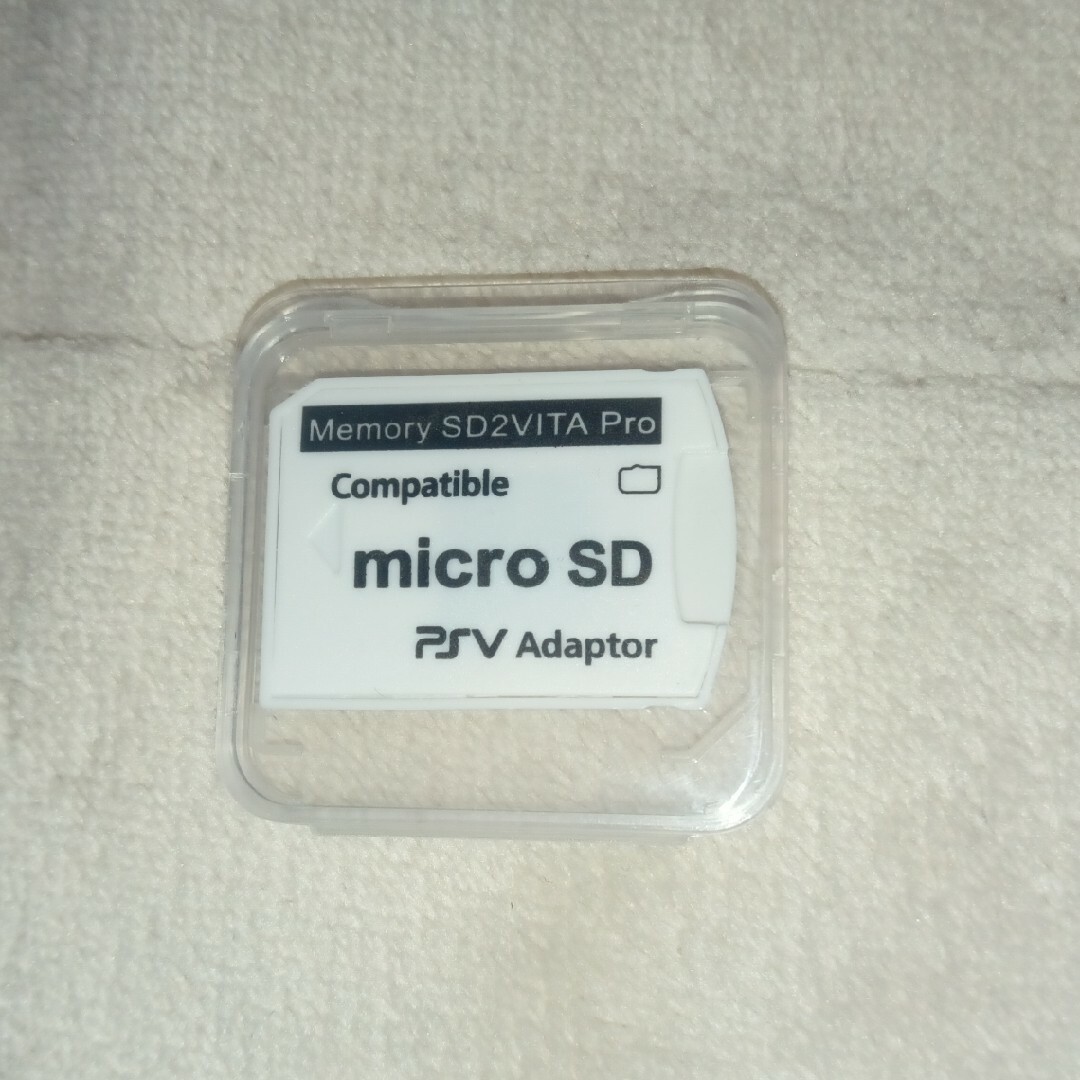 Memory SD2VITA Pro
Compatible
micro SD
PSV Adaptor